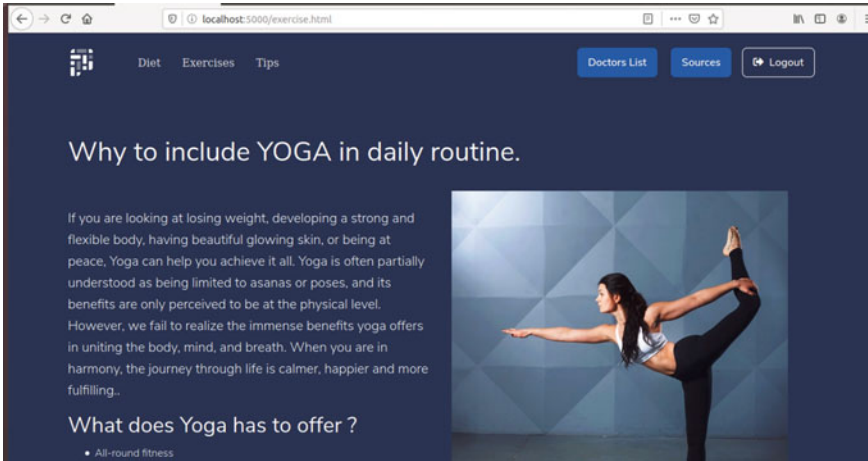 localhost:5000/exercise.html
Diet Exercises Tips Doctors List Sources Logout
Why to include YOGA in daily routine.
If you are looking at losing weight, developing a strong and
flexible body, having beautiful glowing skin, or being at
peace, Yoga can help you achieve it all. Yoga is often partially
understood as being limited to asanas or poses, and its
benefits are only perceived to be at the physical level.
However, we fail to realize the immense benefits yoga offers
in uniting the body, mind, and breath. When you are in
harmony, the journey through life is calmer, happier and more
fulfilling..
What does Yoga has to offer ?
• All-round fitness